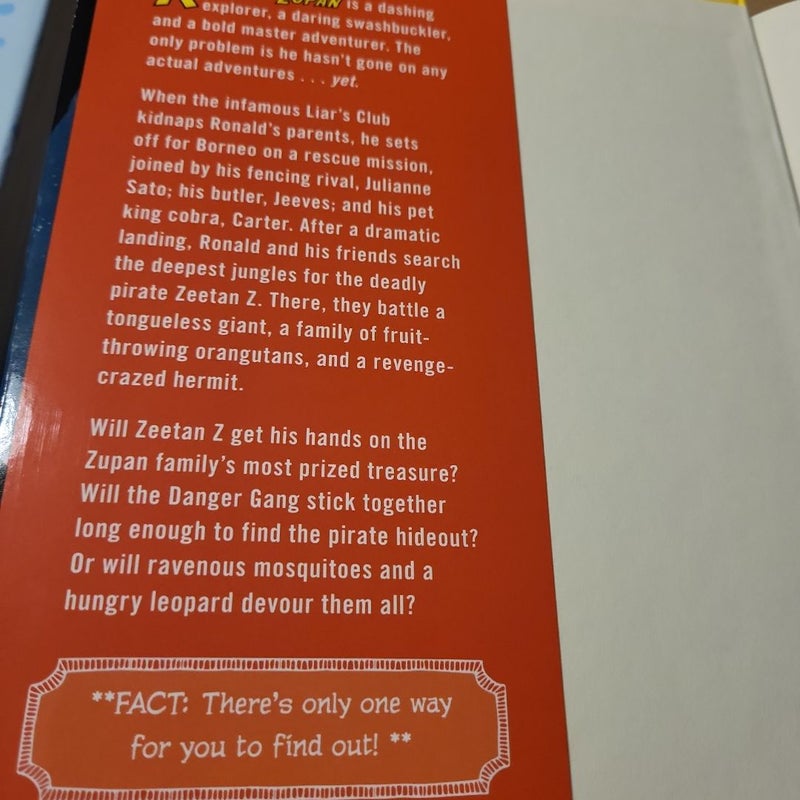 ZUPAN is a dashing
explorer, a daring swashbuckler,
and a bold master adventurer. The
only problem is he hasn't gone on any
actual adventures . . . yet.
When the infamous Liar's Club
kidnaps Ronald's parents, he sets
off for Borneo on a rescue mission,
joined by his fencing rival, Julianne
Sato; his butler, Jeeves; and his pet
king cobra, Carter. After a dramatic
landing, Ronald and his friends search
the deepest jungles for the deadly
pirate Zeetan Z. There, they battle a
tongueless giant, a family of fruit-
throwing orangutans, and a revenge-
crazed hermit.
Will Zeetan Z get his hands on the
Zupan family's most prized treasure?
Will the Danger Gang stick together
long enough to find the pirate hideout?
Or will ravenous mosquitoes and a
hungry leopard devour them all?
**FACT: There's only one way
for you to find out! **